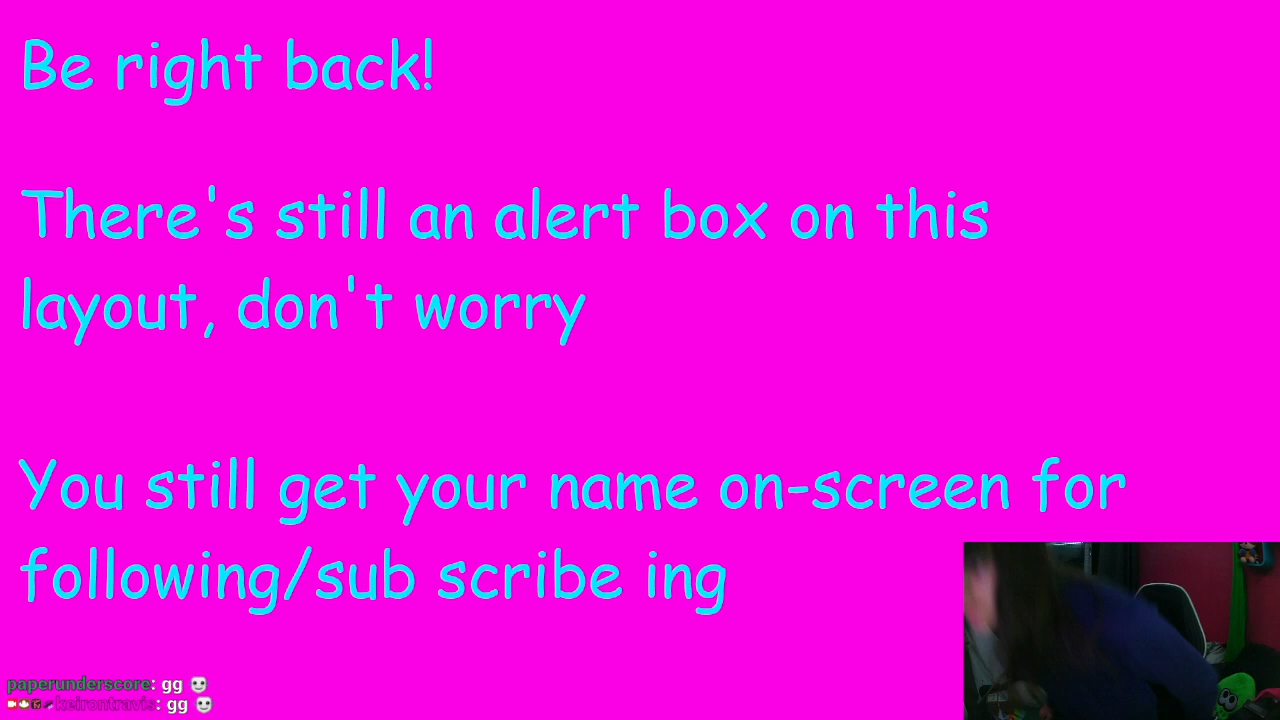 Be right back!
There's still an alert box on this
layout, don't worry
You still get your name on-screen for
following/sub scribe ing
paperunderscore: gg
keirontravis: gg